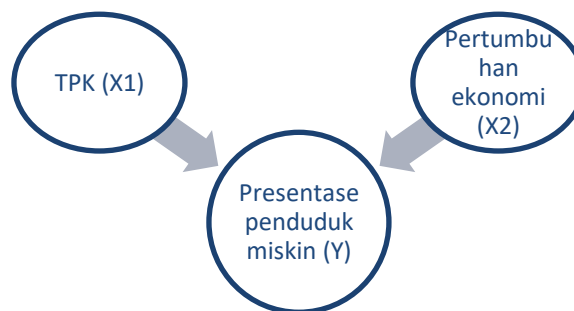 TPK (X1)
Pertumbu
han
ekonomi
(X2)
Presentase
penduduk
miskin (Y)